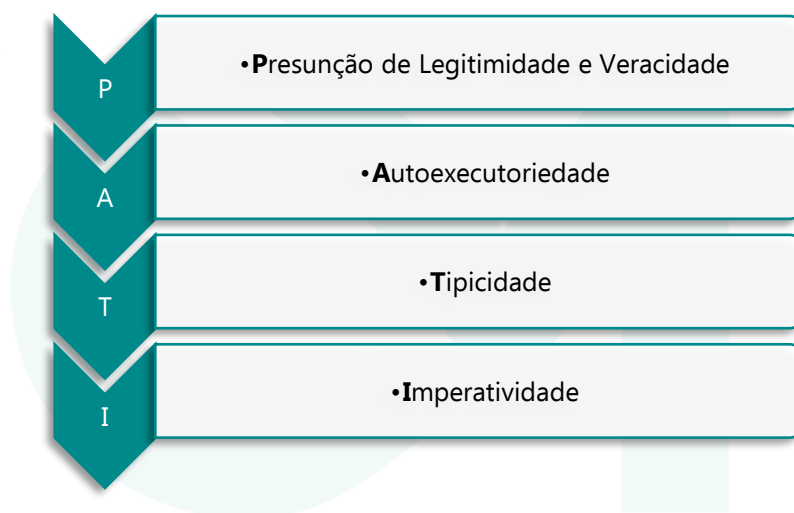 P
•Presunção de Legitimidade e Veracidade
A
•Autoexecutoriedade
T
•Tipicidade
I
•Imperatividade